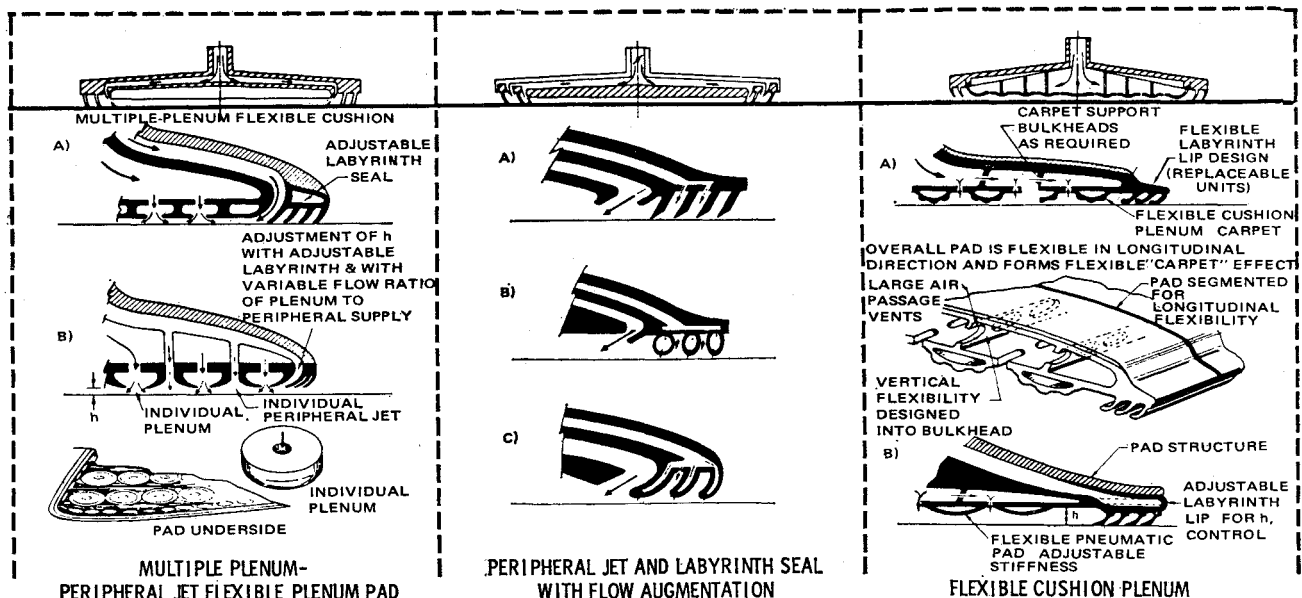 MULTIPLE-PLENUM FLEXIBLE CUSHION
A)
ADJUSTABLE
LABYRINTH
SEAL
ADJUSTMENT OF h
WITH ADJUSTABLE
LABYRINTH & WITH
VARIABLE FLOW RATIO
OF PLENUM TO
PERIPHERAL SUPPLY
B)
h
INDIVIDUAL
PLENUM
INDIVIDUAL
PERIPHERAL JET
INDIVIDUAL
PLENUM
PAD UNDERSIDE
MULTIPLE PLENUM-
PERIPHERAL JET FLEXIBLE PLENUM PAD
A)
B)
C)
PERIPHERAL JET AND LABYRINTH SEAL
WITH FLOW AUGMENTATION
CARPET SUPPORT
BULKHEADS
AS REQUIRED
A)
FLEXIBLE
LABYRINTH
LIP DESIGN
(REPLACEABLE
UNITS)
FLEXIBLE CUSHION
PLENUM CARPET
OVERALL PAD IS FLEXIBLE IN LONGITUDINAL
DIRECTION AND FORMS FLEXIBLE "CARPET" EFFECT
LARGE AIR
PASSAGE
VENTS
PAD SEGMENTED
FOR
LONGITUDINAL
FLEXIBILITY
VERTICAL
FLEXIBILITY
DESIGNED
INTO BULKHEAD
B)
PAD STRUCTURE
h
ADJUSTABLE
LABYRINTH
LIP FOR h,
CONTROL
FLEXIBLE PNEUMATIC
PAD ADJUSTABLE
STIFFNESS
FLEXIBLE CUSHION PLENUM